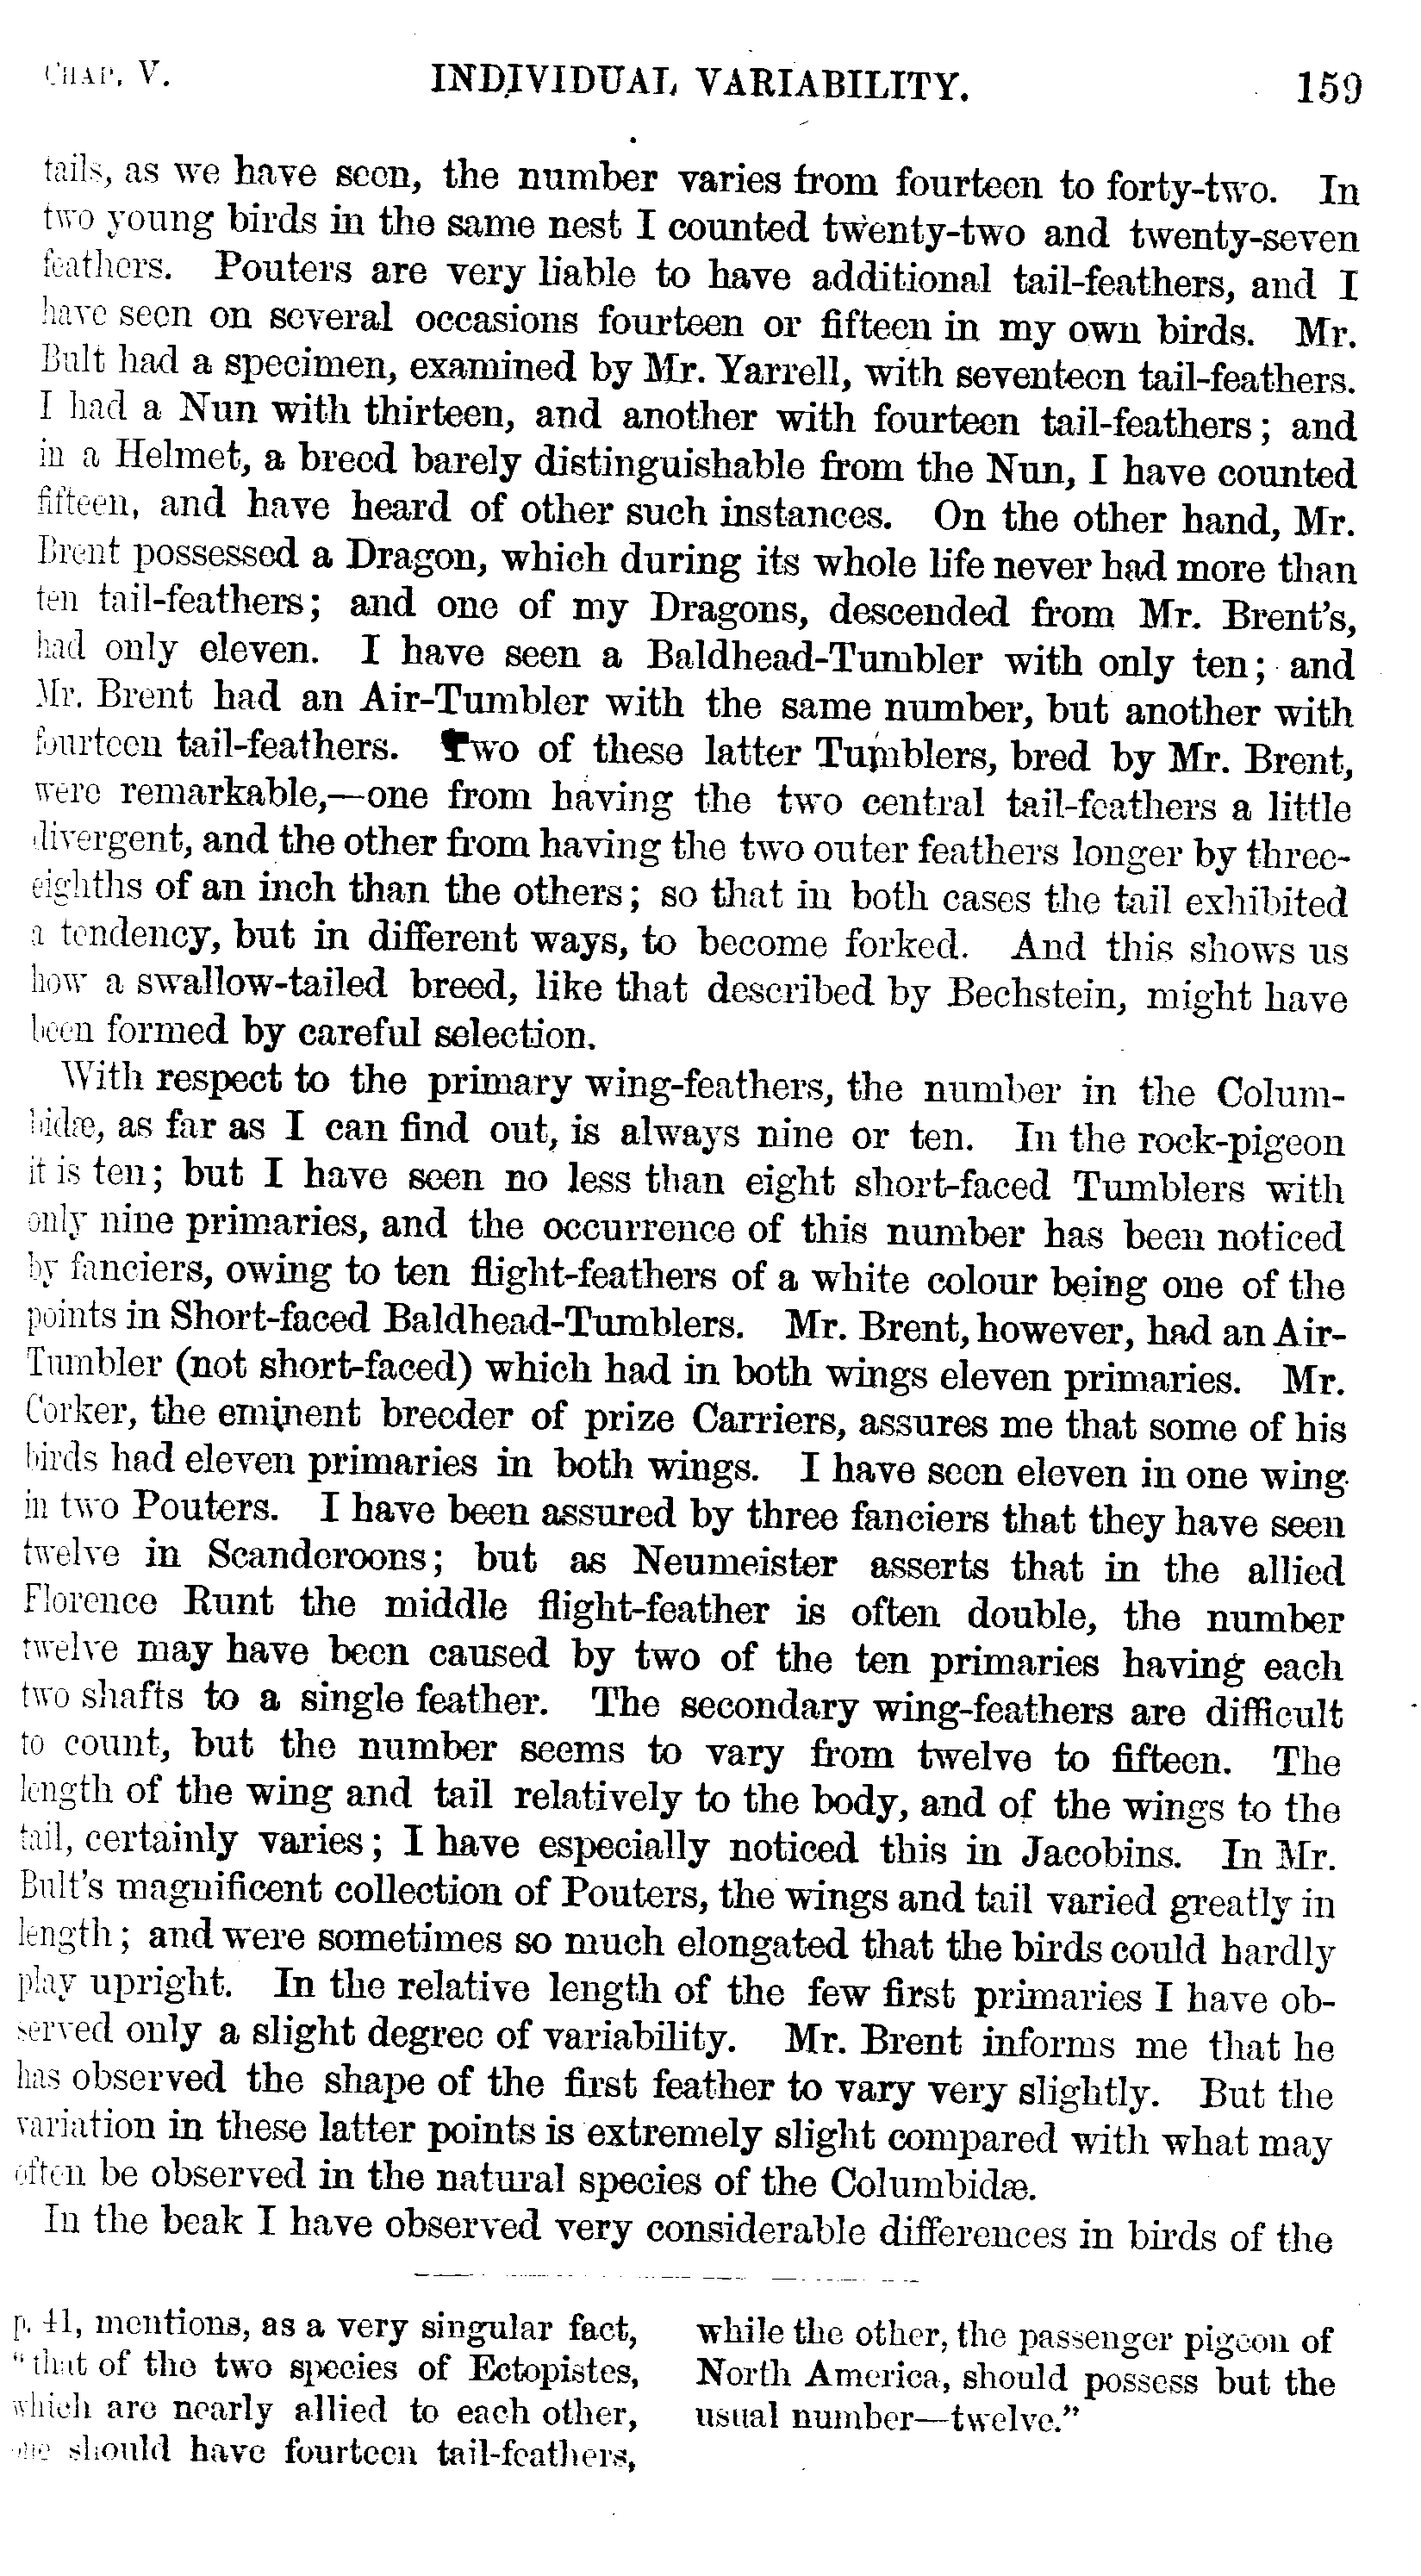 CHAP. V. INDIVIDUAL VARIABILITY. 159
tails, as we have seen, the number varies from fourteen to forty-two. In
two young birds in the same nest I counted twenty-two and twenty-seven
feathers. Pouters are very liable to have additional tail-feathers, and I
have seen on several occasions fourteen or fifteen in my own birds. Mr.
Bult had a specimen, examined by Mr. Yarrell, with seventeen tail-feathers.
I had a Nun with thirteen, and another with fourteen tail-feathers; and
in a Helmet, a breed barely distinguishable from the Nun, I have counted
fifteen, and have heard of other such instances. On the other hand, Mr.
Brent possessed a Dragon, which during its whole life never had more than
ten tail-feathers; and one of my Dragons, descended from Mr. Brent's,
had only eleven. I have seen a Baldhead-Tumbler with only ten; and
Mr. Brent had an Air-Tumbler with the same number, but another with
fourteen tail-feathers. Two of these latter Tumblers, bred by Mr. Brent,
were remarkable,—one from having the two central tail-feathers a little
divergent, and the other from having the two outer feathers longer by three-
eighths of an inch than the others; so that in both cases the tail exhibited
a tendency, but in different ways, to become forked. And this shows us
how a swallow-tailed breed, like that described by Bechstein, might have
been formed by careful selection.
With respect to the primary wing-feathers, the number in the Colum-
bidæ, as far as I can find out, is always nine or ten. In the rock-pigeon
it is ten; but I have seen no less than eight short-faced Tumblers with
only nine primaries, and the occurrence of this number has been noticed
by fanciers, owing to ten flight-feathers of a white colour being one of the
points in Short-faced Baldhead-Tumblers. Mr. Brent, however, had an Air-
Tumbler (not short-faced) which had in both wings eleven primaries. Mr.
Corker, the eminent breeder of prize Carriers, assures me that some of his
birds had eleven primaries in both wings. I have seen eleven in one wing
in two Pouters. I have been assured by three fanciers that they have seen
twelve in Scanderoons; but as Neumeister asserts that in the allied
Florence Runt the middle flight-feather is often double, the number
twelve may have been caused by two of the ten primaries having each
two shafts to a single feather. The secondary wing-feathers are difficult
to count, but the number seems to vary from twelve to fifteen. The
length of the wing and tail relatively to the body, and of the wings to the
tail, certainly varies; I have especially noticed this in Jacobins. In Mr.
Bult's magnificent collection of Pouters, the wings and tail varied greatly in
length; and were sometimes so much elongated that the birds could hardly
play upright. In the relative length of the few first primaries I have ob-
served only a slight degree of variability. Mr. Brent informs me that he
has observed the shape of the first feather to vary very slightly. But the
variation in these latter points is extremely slight compared with what may
often be observed in the natural species of the Columbidæ.
In the beak I have observed very considerable differences in birds of the
p. 41, mentions, as a very singular fact,
"that of the two species of Ectopistes,
which are nearly allied to each other,
one should have fourteen tail-feathers,
while the other, the passenger pigeon of
North America, should possess but the
usual number—twelve."